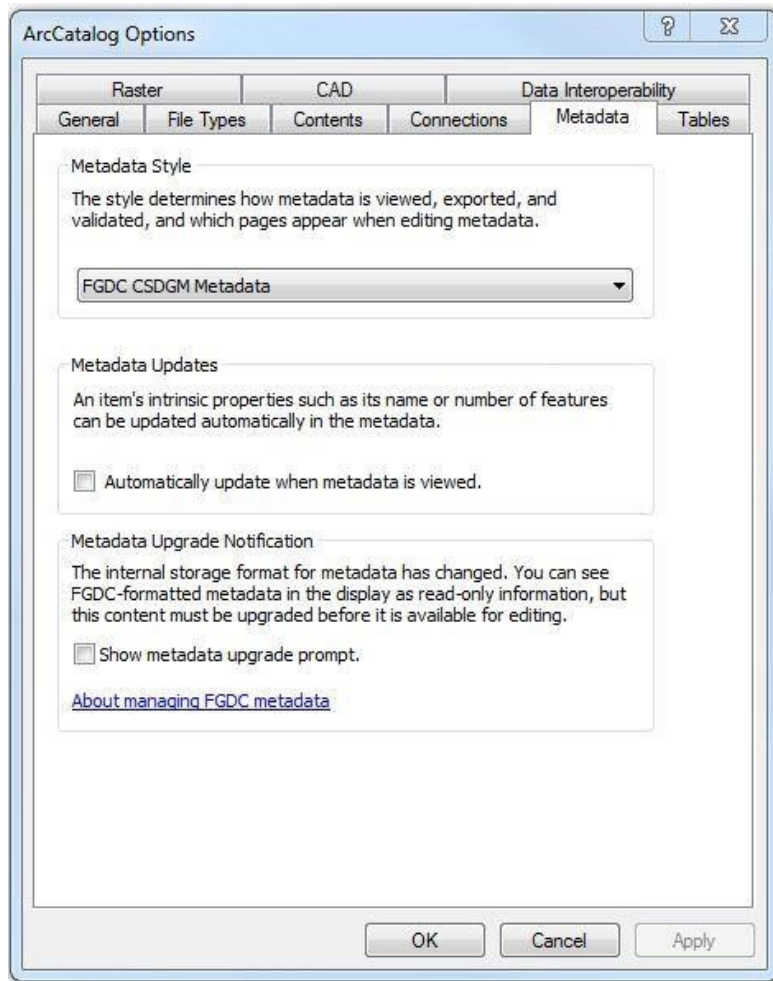 ArcCatalog Options
Raster CAD Data Interoperability
General File Types Contents Connections Metadata Tables
Metadata Style
The style determines how metadata is viewed, exported, and
validated, and which pages appear when editing metadata.
FGDC CSDGM Metadata
Metadata Updates
An item's intrinsic properties such as its name or number of features
can be updated automatically in the metadata.
Automatically update when metadata is viewed.
Metadata Upgrade Notification
The internal storage format for metadata has changed. You can see
FGDC-formatted metadata in the display as read-only information, but
this content must be upgraded before it is available for editing.
Show metadata upgrade prompt.
About managing FGDC metadata
OK Cancel Apply